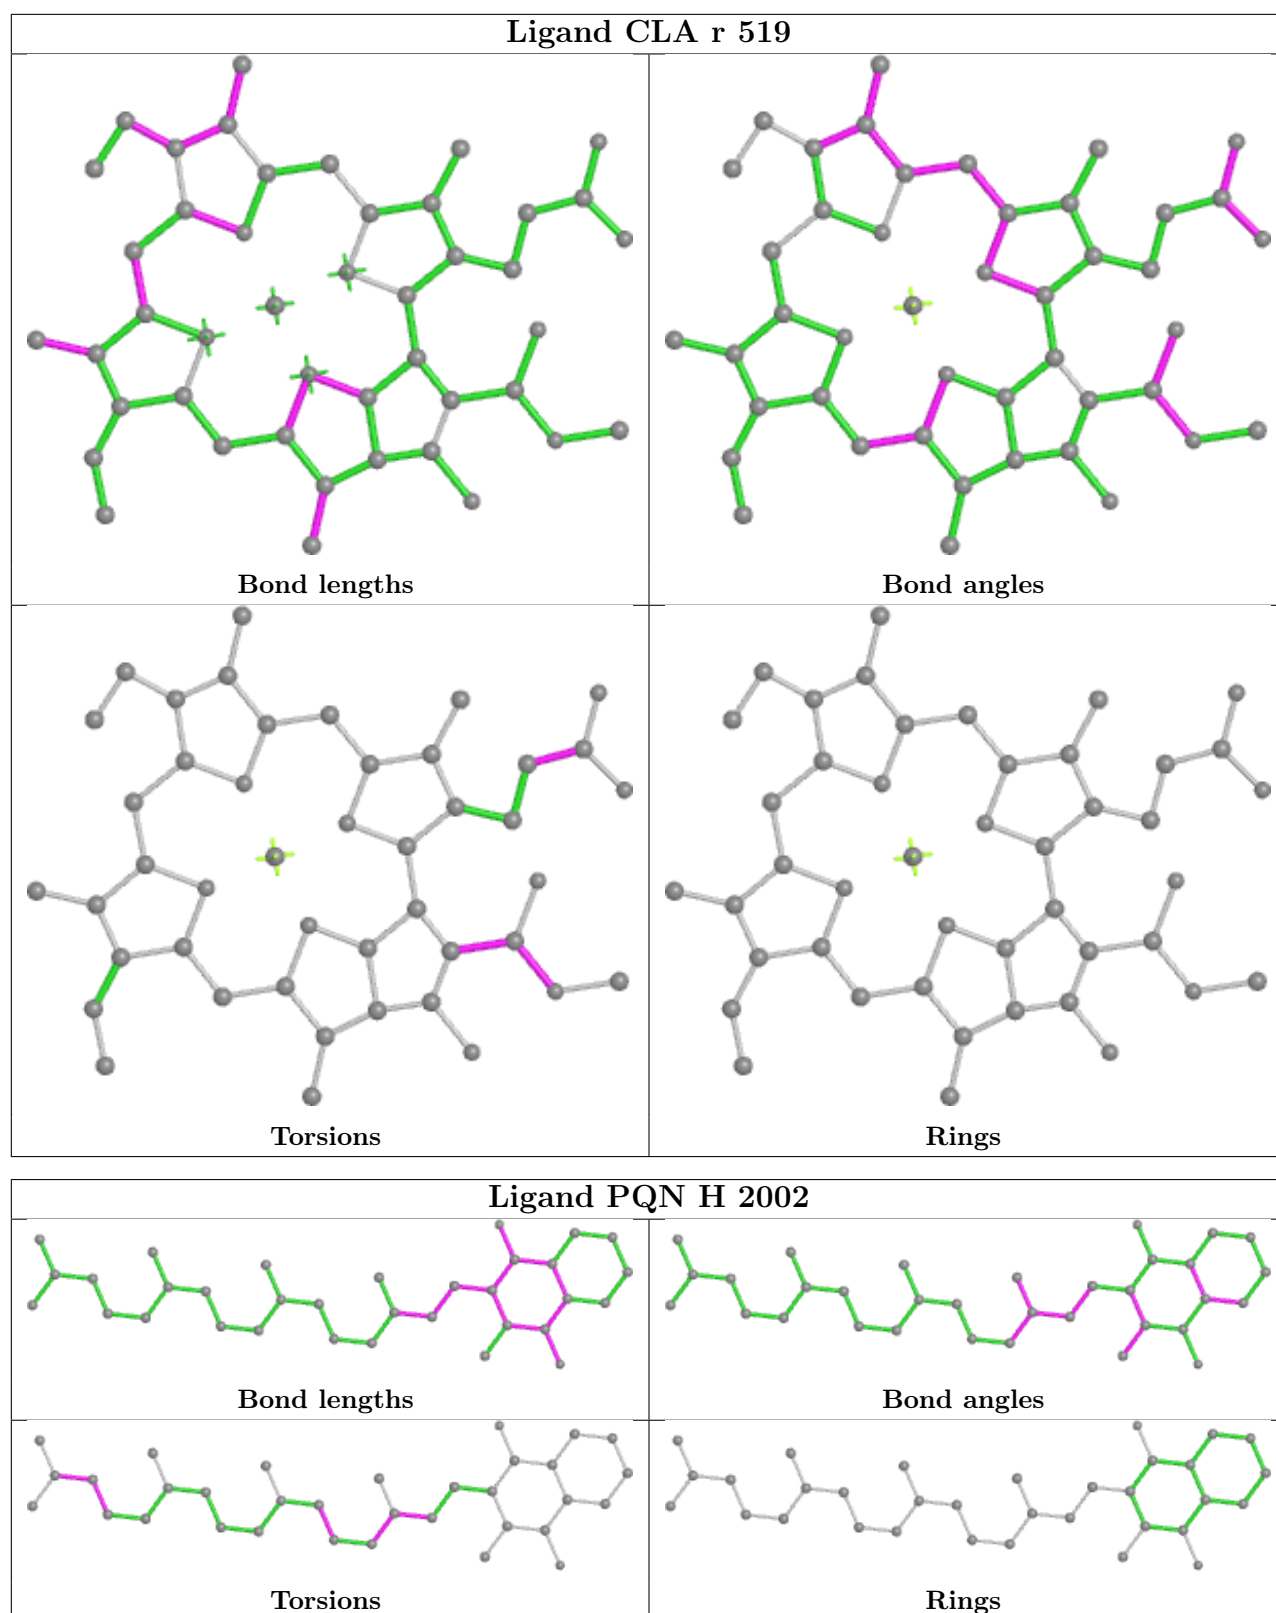 Ligand CLA r 519
Bond lengths
Bond angles
Torsions
Rings
Ligand PQN H 2002
Bond lengths
Bond angles
Torsions
Rings